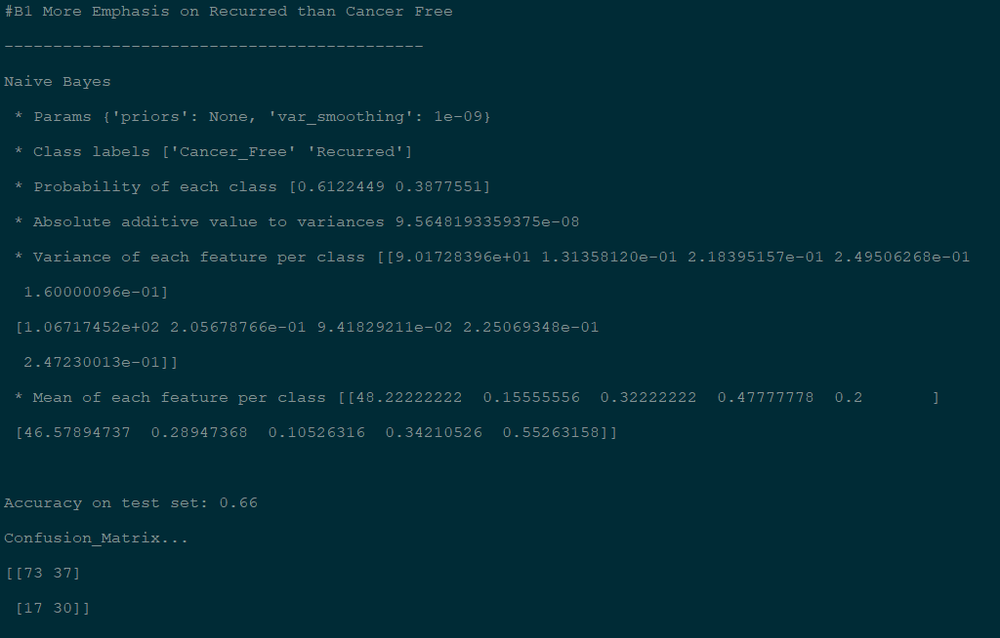 #B1 More Emphasis on Recurred than Cancer Free
-------------------------------------------
Naive Bayes
* Params {'priors': None, 'var_smoothing': 1e-09}
* Class labels ['Cancer_Free' 'Recurred']
* Probability of each class [0.6122449 0.3877551]
* Absolute additive value to variances 9.5648193359375e-08
* Variance of each feature per class [[9.01728396e+01 1.31358120e-01 2.18395157e-01 2.49506268e-01
1.60000096e-01]
[1.06717452e+02 2.05678766e-01 9.41829211e-02 2.25069348e-01
2.47230013e-01]]
* Mean of each feature per class [[48.22222222  0.15555556  0.32222222  0.47777778  0.2       ]
[46.57894737  0.28947368  0.10526316  0.34210526  0.55263158]]
Accuracy on test set: 0.66
Confusion_Matrix...
[[73 37]
[17 30]]